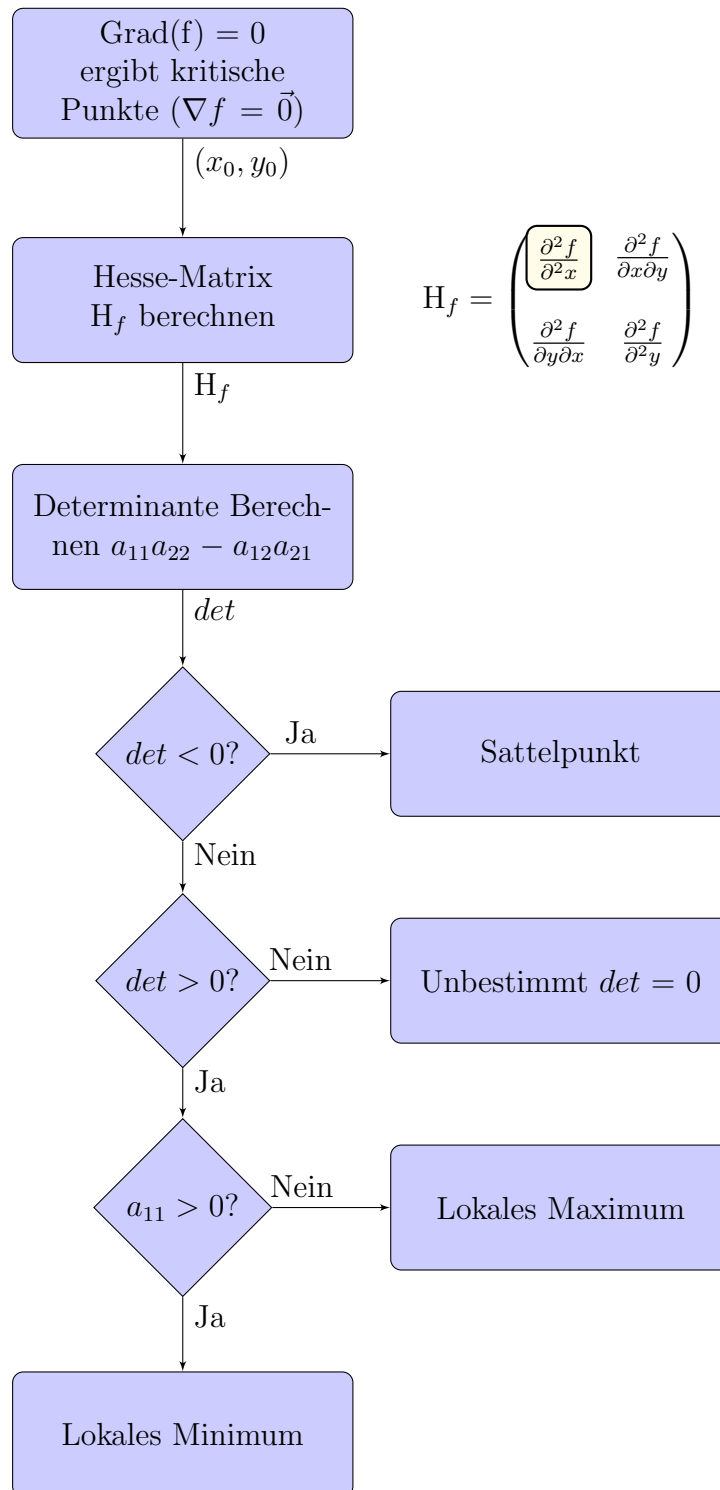 Grad(f) = 0
ergibt kritische
Punkte (∇f = 0⃗)
(x₀, y₀)
Hesse-Matrix
H_f berechnen
H_f = ( ∂²f/∂²x ∂²f/∂x∂y
∂²f/∂y∂x ∂²f/∂²y )
H_f
Determinante Berech-
nen a₁₁a₂₂ − a₁₂a₂₁
det
det < 0?
Ja
Sattelpunkt
Nein
det > 0?
Nein
Unbestimmt det = 0
Ja
a₁₁ > 0?
Nein
Lokales Maximum
Ja
Lokales Minimum